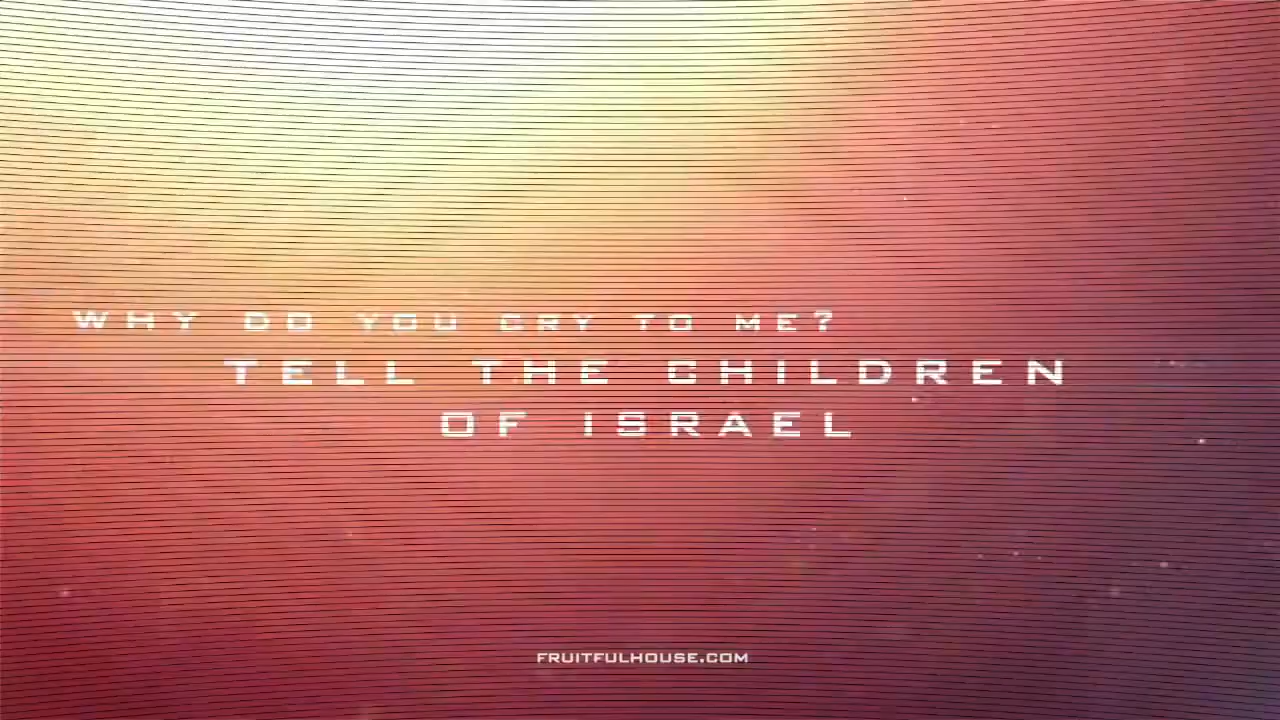 WHY DO YOU CRY TO ME?
TELL THE CHILDREN
OF ISRAEL
FRUITFULHOUSE.COM